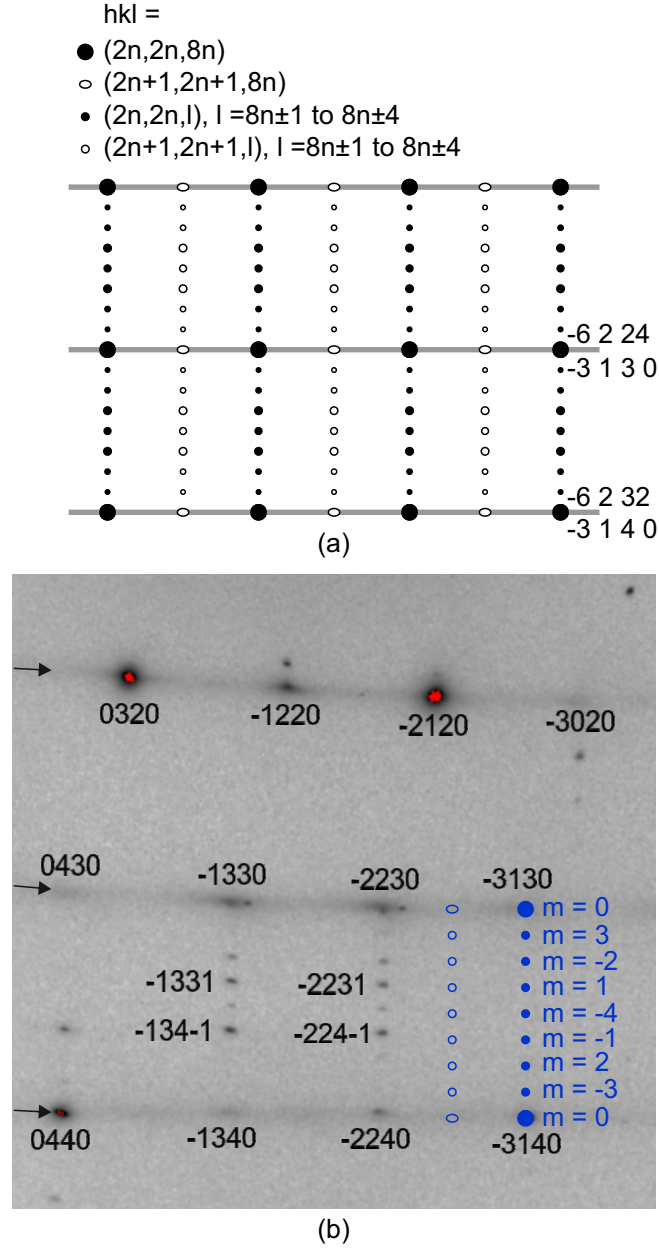 hkl =
(2n,2n,8n)
(2n+1,2n+1,8n)
(2n,2n,l), l =8n±1 to 8n±4
(2n+1,2n+1,l), l =8n±1 to 8n±4
-6 2 24
-3 1 3 0
-6 2 32
-3 1 4 0
(a)
0320
-1220
-2120
-3020
0430
-1330
-2230
-3130
m = 0
m = 3
m = -2
-1331
-2231
m = 1
m = -4
-134-1
-224-1
m = -1
m = 2
m = -3
m = 0
0440
-1340
-2240
-3140
(b)